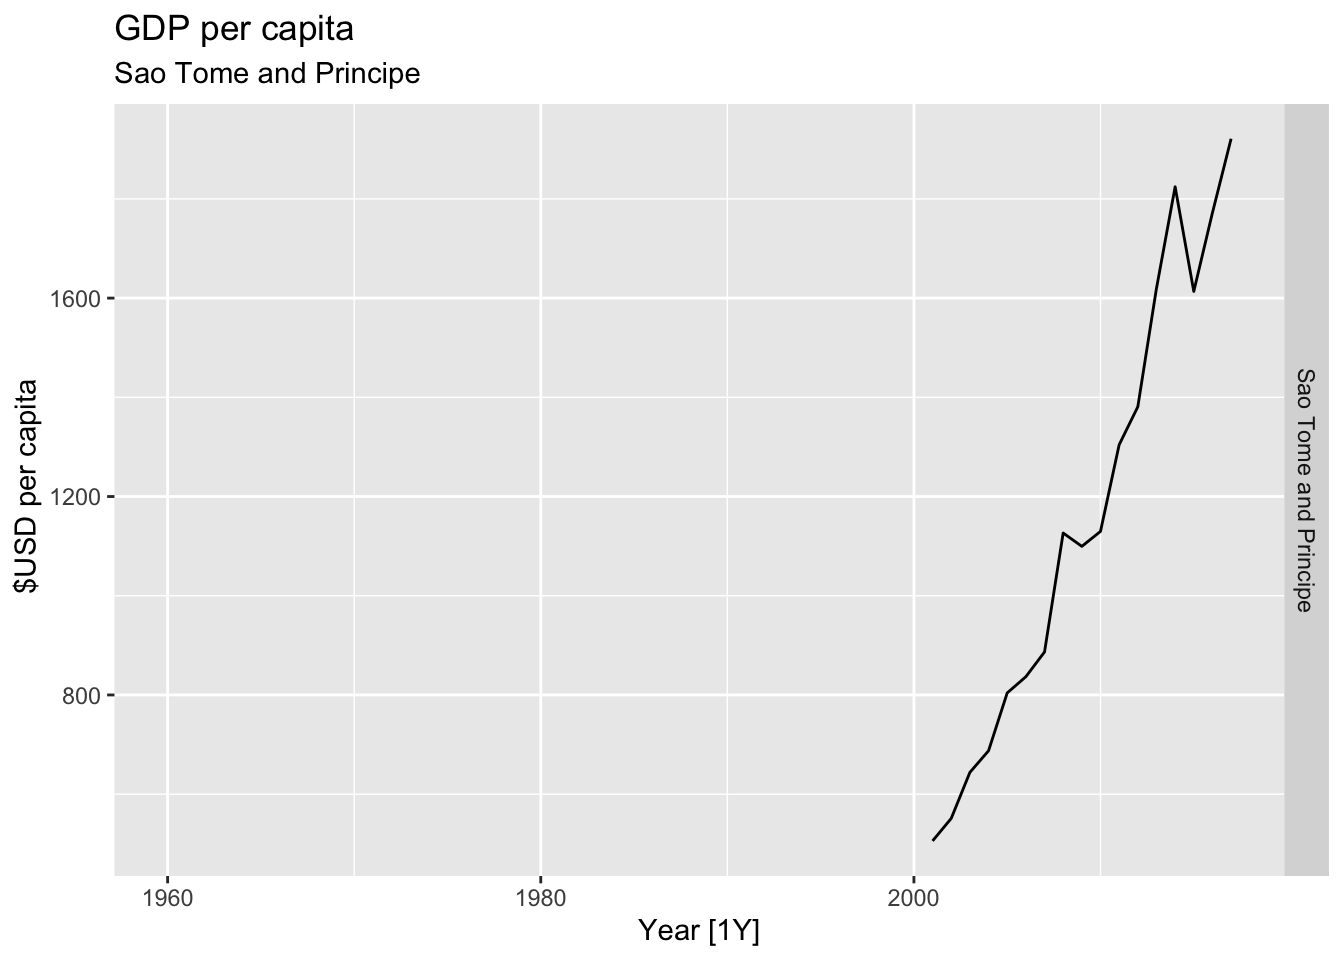 GDP per capita
Sao Tome and Principe
1600
1200
800
$USD per capita
Sao Tome and Principe
1960
1980
2000
Year [1Y]